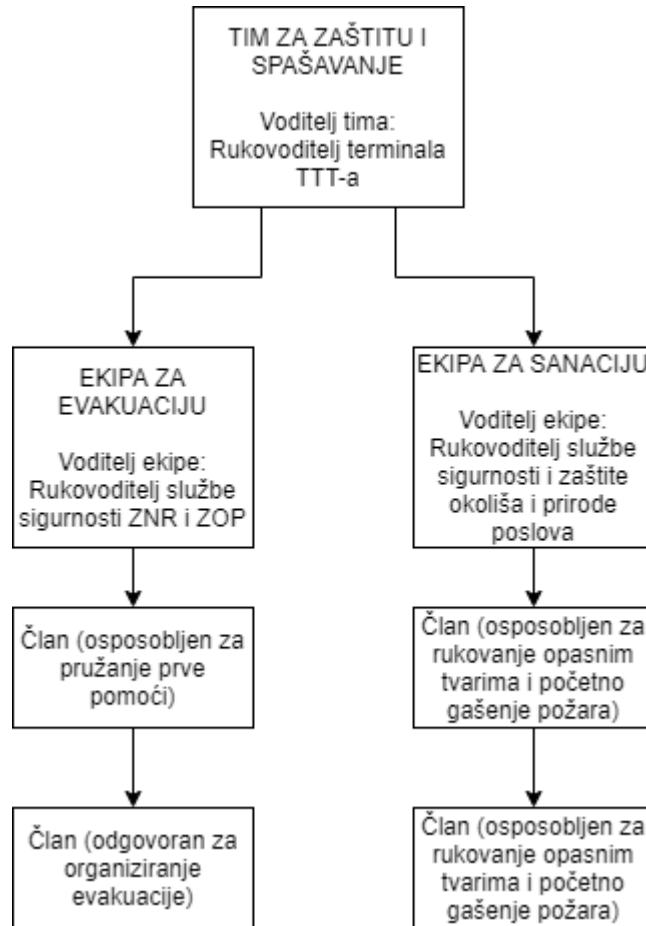 TIM ZA ZAŠTITU I
SPAŠAVANJE
Voditelj tima:
Rukovoditelj terminala
TTT-a
EKIPA ZA
EVAKUACIJU
Voditelj ekipe:
Rukovoditelj službe
sigurnosti ZNR i ZOP
Član (osposobljen za
pružanje prve
pomoći)
Član (odgovoran za
organiziranje
evakuacije)
EKIPA ZA SANACIJU
Voditelj ekipe:
Rukovoditelj službe
sigurnosti i zaštite
okoliša i prirode
poslova
Član (osposobljen za
rukovanje opasnim
tvarima i početno
gašenje požara)
Član (osposobljen za
rukovanje opasnim
tvarima i početno
gašenje požara)